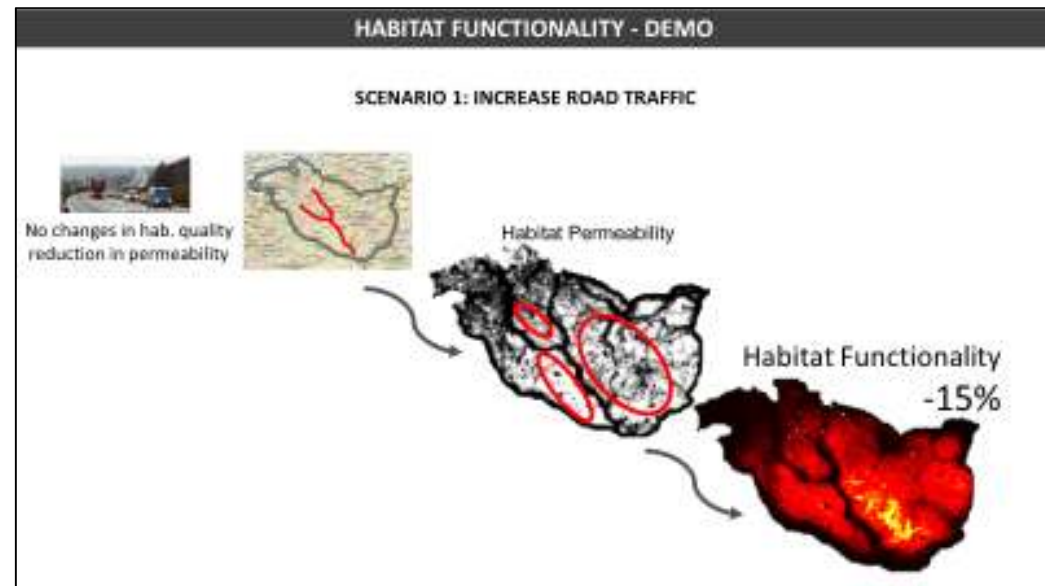 HABITAT FUNCTIONALITY - DEMO
SCENARIO 1: INCREASE ROAD TRAFFIC
No changes in hab. quality
reduction in permeability
Habitat Permeability
Habitat Functionality
-15%